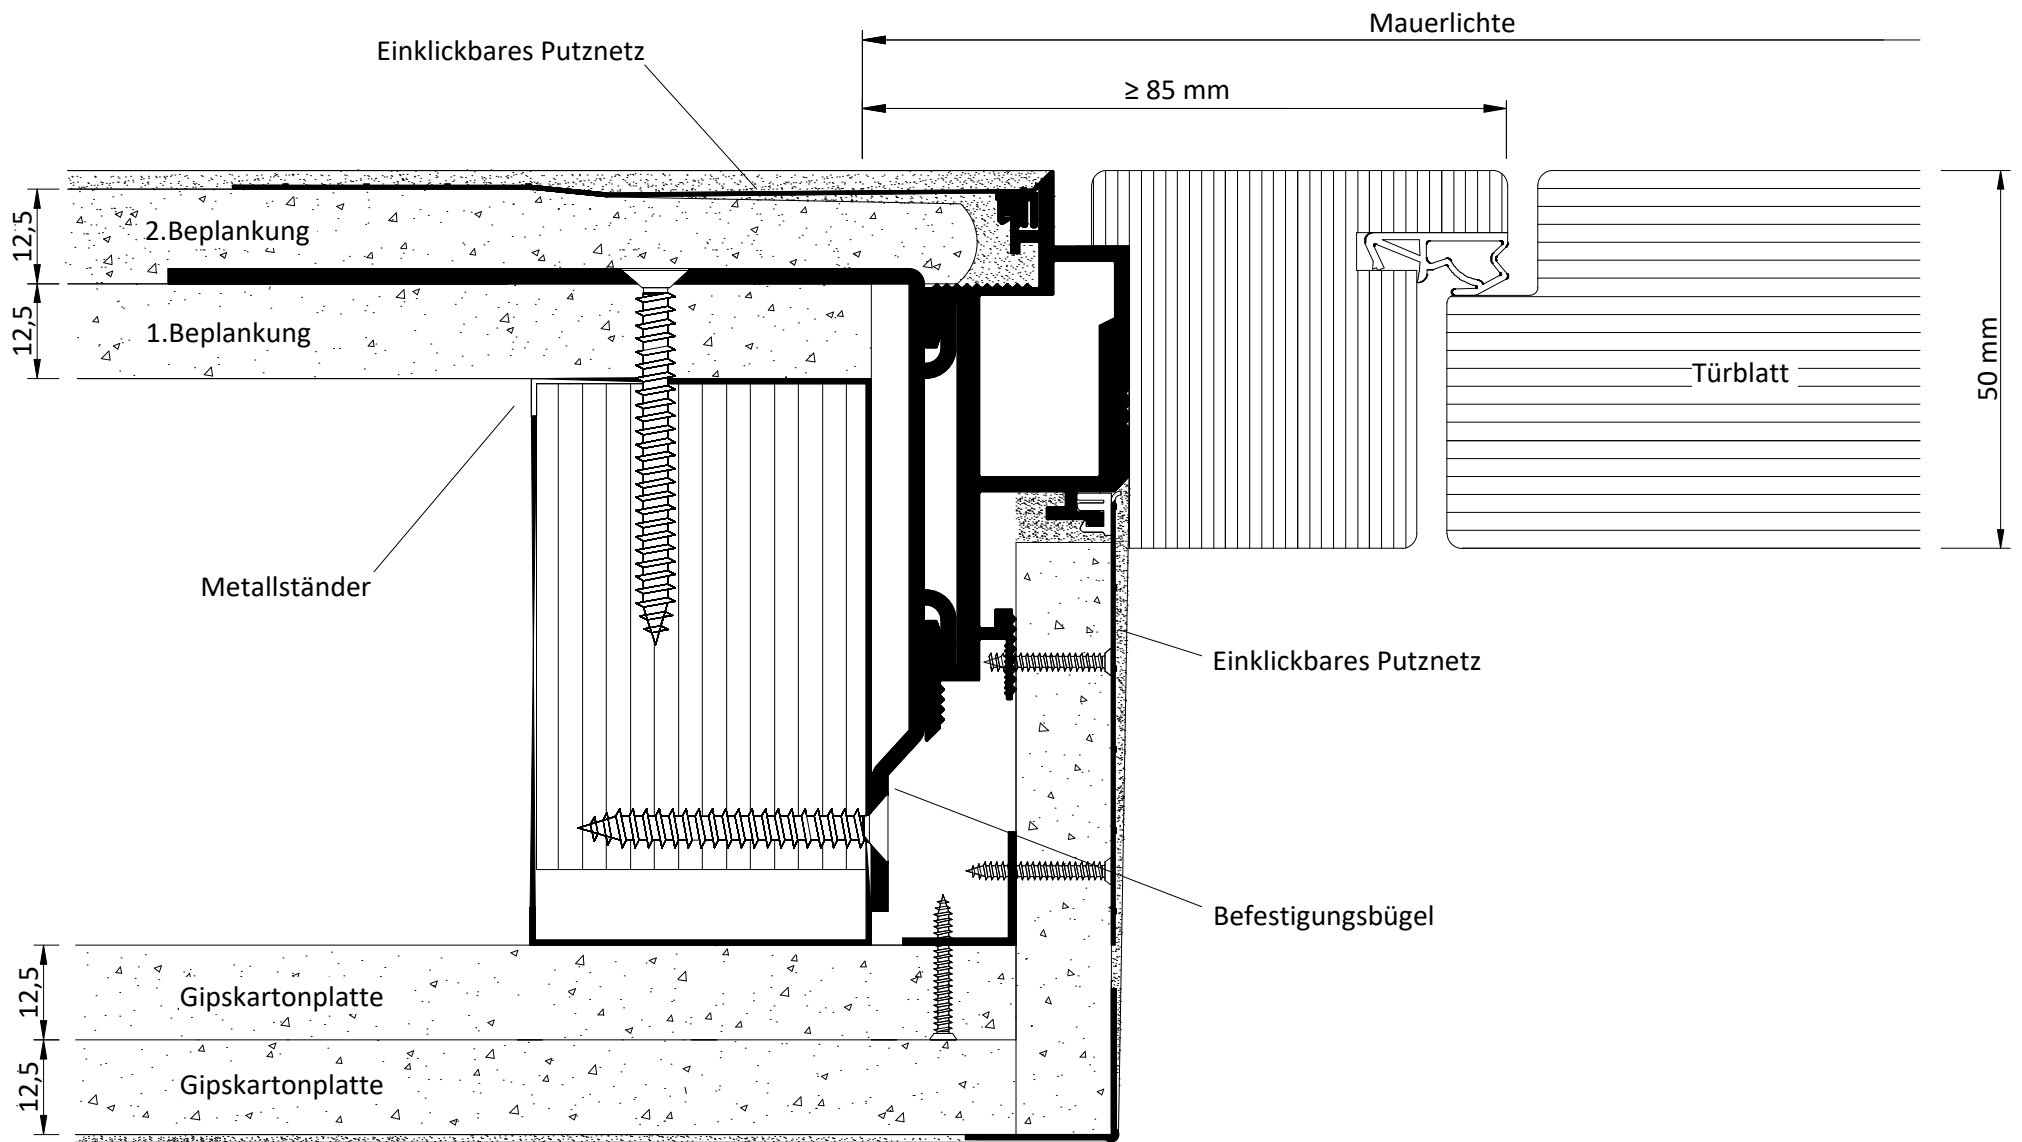 Mauerlichte
Einklickbares Putznetz
≥ 85 mm
12,5
2.Beplankung
12,5
1.Beplankung
50 mm
Türblatt
Metallständer
Einklickbares Putznetz
Befestigungsbügel
12,5
Gipskartonplatte
12,5
Gipskartonplatte